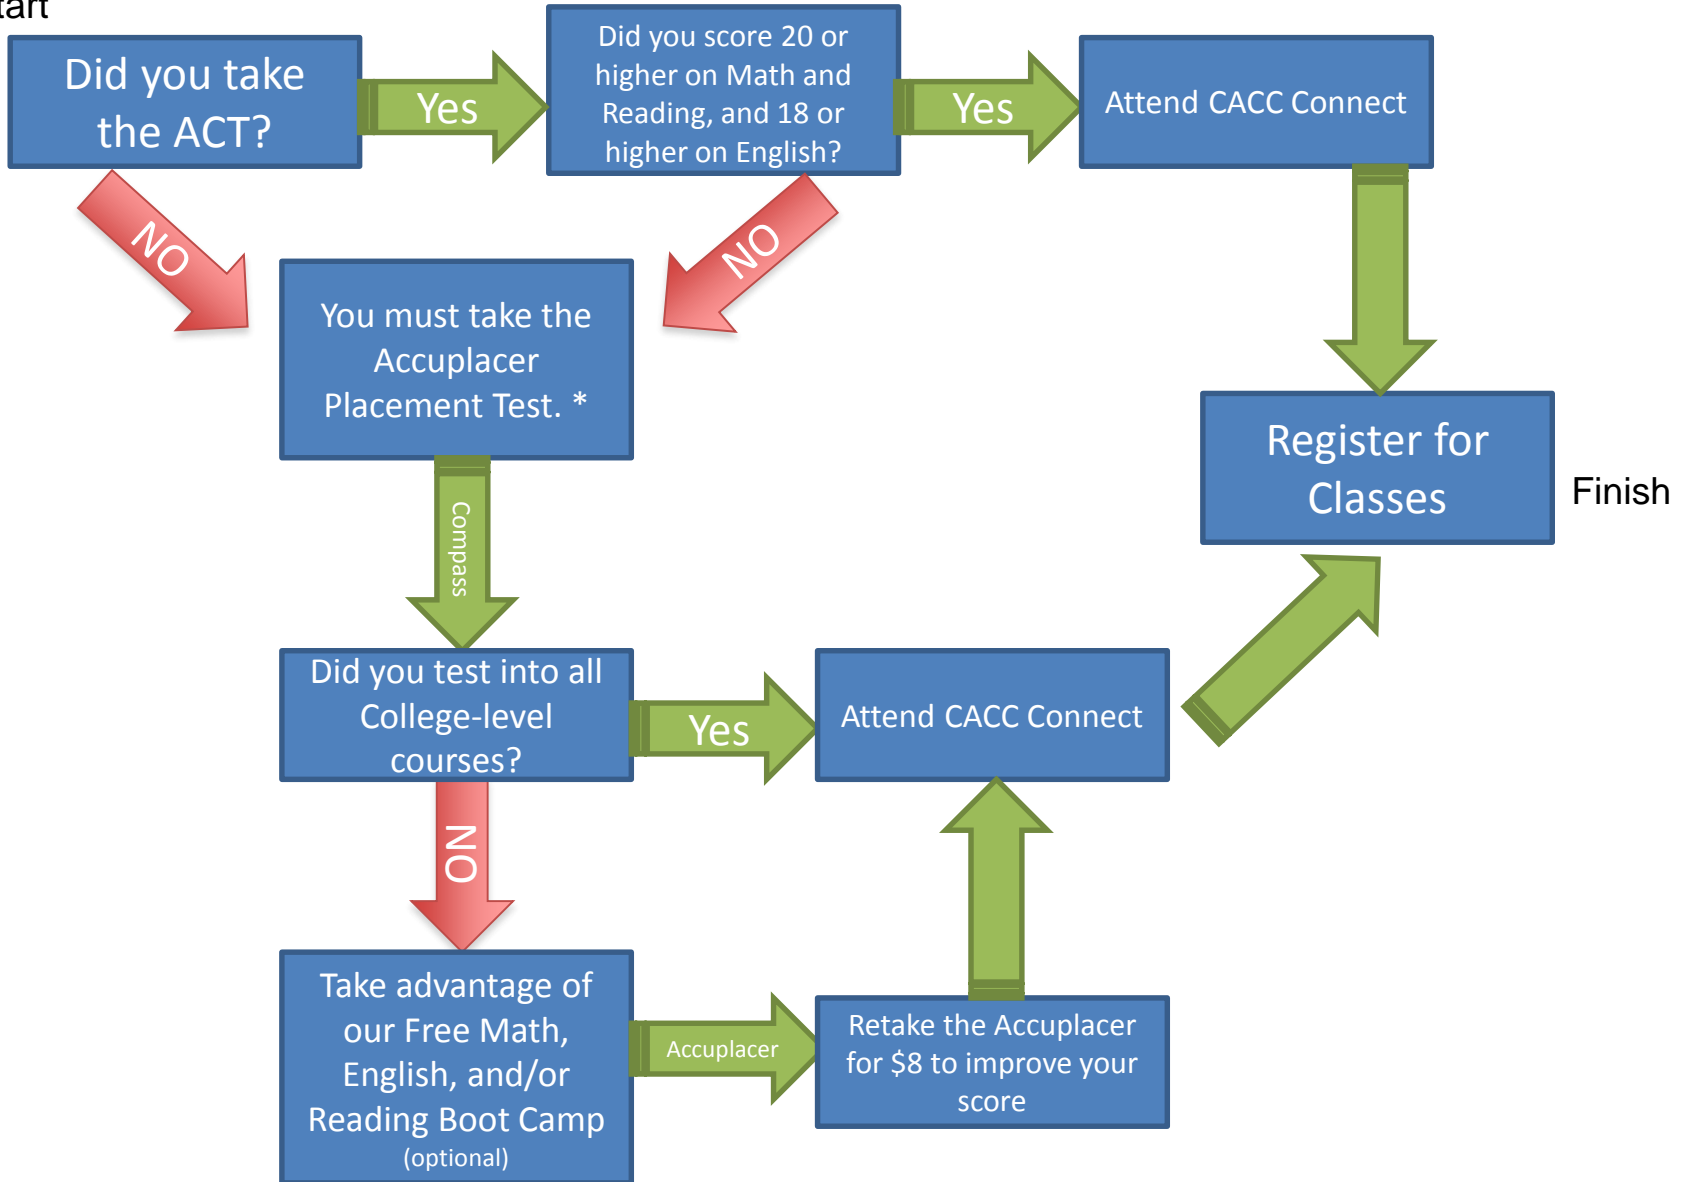 tart
Did you take
the ACT?
Yes
Did you score 20 or
higher on Math and
Reading, and 18 or
higher on English?
Yes
Attend CACC Connect
NO
NO
You must take the
Accuplacer
Placement Test. *
Register for
Classes
Finish
Compass
Did you test into all
College-level
courses?
Yes
Attend CACC Connect
NO
Take advantage of
our Free Math,
English, and/or
Reading Boot Camp
(optional)
Accuplacer
Retake the Accuplacer
for $8 to improve your
score